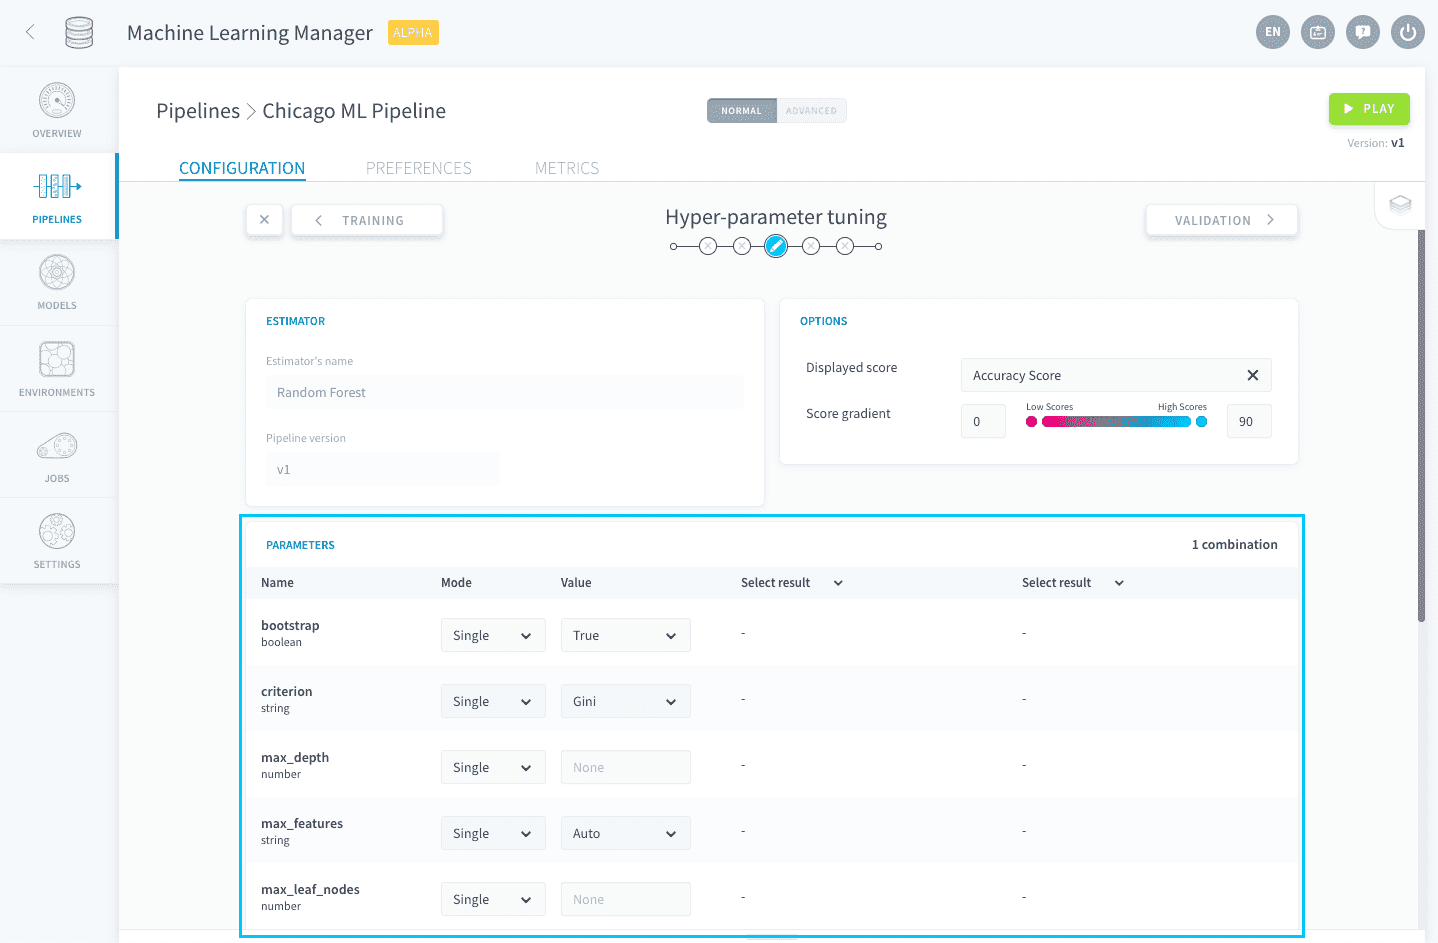 Machine Learning Manager ALPHA
EN
OVERVIEW
PIPELINES
MODELS
ENVIRONMENTS
JOBS
SETTINGS
Pipelines > Chicago ML Pipeline
NORMAL ADVANCED
PLAY
Version: v1
CONFIGURATION PREFERENCES METRICS
TRAINING
Hyper-parameter tuning
VALIDATION
ESTIMATOR
Estimator's name
Random Forest
Pipeline version
v1
OPTIONS
Displayed score
Accuracy Score
Score gradient
0
Low Scores High Scores
90
PARAMETERS
1 combination
Name Mode Value Select result Select result
bootstrap
boolean
Single True - -
criterion
string
Single Gini - -
max_depth
number
Single None - -
max_features
string
Single Auto - -
max_leaf_nodes
number
Single None - -